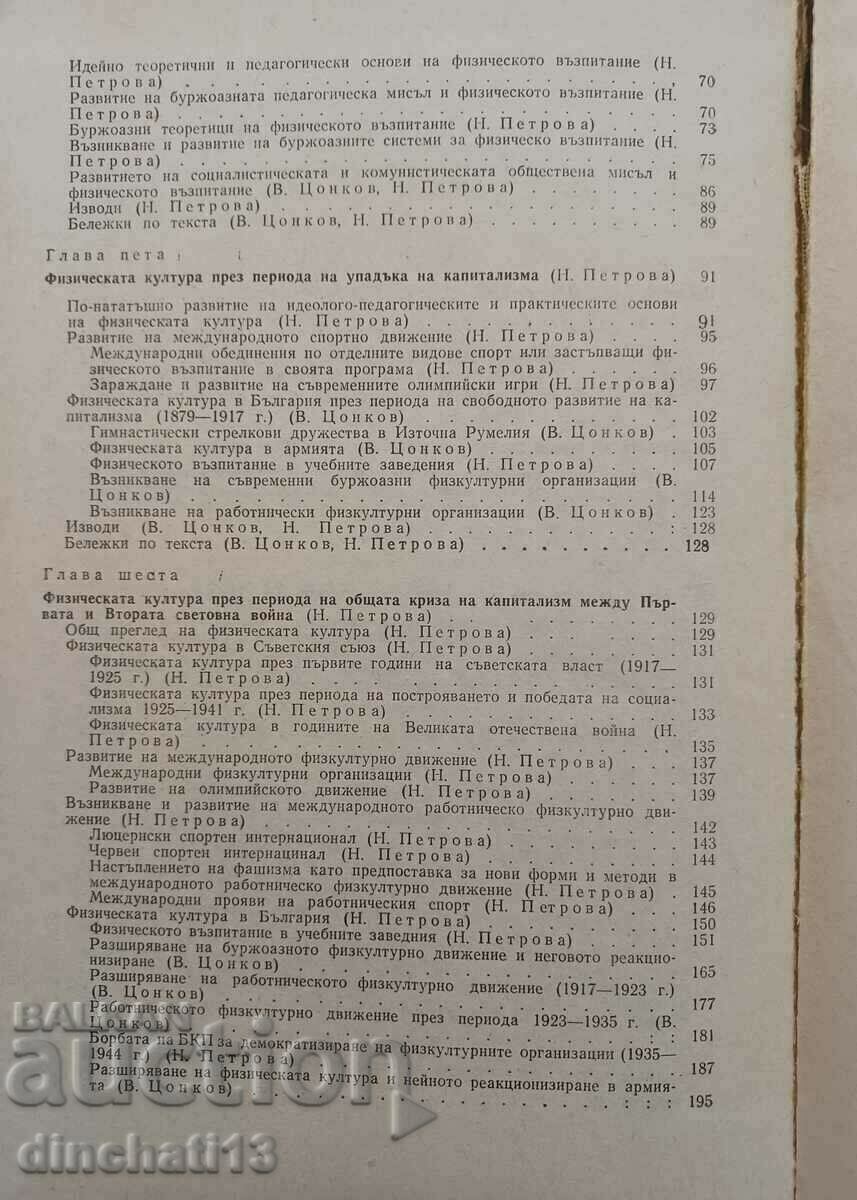 Идейно теоретични и педагогически основи на физическото възпитание (Н.
Петрова) . . . . . . . . . . . . . . . . . . . . 70
Развитие на буржоазната педагогическа мисъл и физическото възпитание (Н.
Петрова) . . . . . . . . . . . . . . . . . . . . 70
Буржоазни теоретици на физическото възпитание (Н. Петрова) . . . . 73
Възникване и развитие на буржоазните системи за физическо възпитание (Н.
Петрова) . . . . . . . . . . . . . . . . . . . . 75
Развитието на социалистическата и комунистическата обществена мисъл и
физическото възпитание (В. Цонков, Н. Петрова) . . . . . . . . 86
Изводи (Н. Петрова) . . . . . . . . . . . . . . . . 89
Бележки по текста (В. Цонков, Н. Петрова) . . . . . . . . . . 89
Глава пета
Физическата култура през периода на упадъка на капитализма (Н. Петрова) 91
По-нататъшно развитие на идеолого-педагогическите и практическите основи
на физическата култура (Н. Петрова) . . . . . . . . . . . . 91
Развитие на международното спортно движение (Н. Петрова) . . . . . 95
Международни обединения по отделните видове спорт или застъпващи фи-
зическото възпитание в своята програма (Н. Петрова) . . . . . 96
Зараждане и развитие на съвременните олимпийски игри (Н. Петрова) 97
Физическата култура в България през периода на свободното развитие на ка-
питализма (1879—1917 г.) (В. Цонков) . . . . . . . . . . . 102
Гимнастически стрелкови дружества в Източна Румелия (В. Цонков) . 103
Физическата култура в армията (В. Цонков) . . . . . . . . . 105
Физическото възпитание в учебните заведения (Н. Петрова) . . . . 107
Възникване на съвременни буржоазни физкултурни организации (В.
Цонков) . . . . . . . . . . . . . . . . . . . . 114
Възникване на работнически физкултурни организации (В. Цонков) . 123
Изводи (В. Цонков, Н. Петрова) . . . . . . . . . . . . 128
Бележки по текста (В. Цонков, Н. Петрова) . . . . . . . . . . 128
Глава шеста
Физическата култура през периода на общата криза на капитализм между Пър-
вата и Втората световна война (Н. Петрова) . . . . . . . . . 129
Общ преглед на физическата култура (Н. Петрова) . . . . . . . 129
Физическата култура в Съветския съюз (Н. Петрова) . . . . . . . 131
Физическата култура през първите години на съветската власт (1917—
1925 г.) (Н. Петрова) . . . . . . . . . . . . . . . 131
Физическата култура през периода на построяването и победата на социа-
лизма 1925—1941 г. (Н. Петрова) . . . . . . . . . . . . 133
Физическата култура в годините на Великата отечествена война (Н.
Петрова) . . . . . . . . . . . . . . . . . . . . 135
Развитие на международното физкултурно движение (Н. Петрова) . . . 137
Международни физкултурни организации (Н. Петрова) . . . . . . 137
Развитие на олимпийското движение (Н. Петрова) . . . . . . . 139
Възникване и развитие на международното работническо физкултурно дви-
жение (Н. Петрова) . . . . . . . . . . . . . . . . 142
Люцернски спортен интернационал (Н. Петрова) . . . . . . . . 143
Червен спортен интернацинал (Н. Петрова) . . . . . . . . . 144
Настъплението на фашизма като предпоставка за нови форми и методи в
международното работническо физкултурно движение (Н. Петрова) . 145
Международни прояви на работническия спорт (Н. Петрова) . . . 146
Физическата култура в България (Н. Петрова) . . . . . . . . 150
Физическото възпитание в учебните заведния (Н. Петрова) . . . . . 151
Разширяване на буржоазното физкултурно движение и неговото реакцио-
низиране (В. Цонков) . . . . . . . . . . . . . . . 165
Разширяване на работническото физкултурно движение (1917—1923 г.)
(В. Цонков) . . . . . . . . . . . . . . . . . . . 177
Работническото физкултурно движение през периода 1923—1935 г. (В.
Цонков) . . . . . . . . . . . . . . . . . . . . 181
Борбата на БКП за демократизиране на физкултурните организации (1935—
1944 г.) (Н. Петрова) . . . . . . . . . . . . . . . 187
Разширяване на физическата култура и нейното реакционизиране в армия-
та (В. Цонков) . . . . . . . . . . . . . . . . . . 195
BALKAN
auction
dinchati13